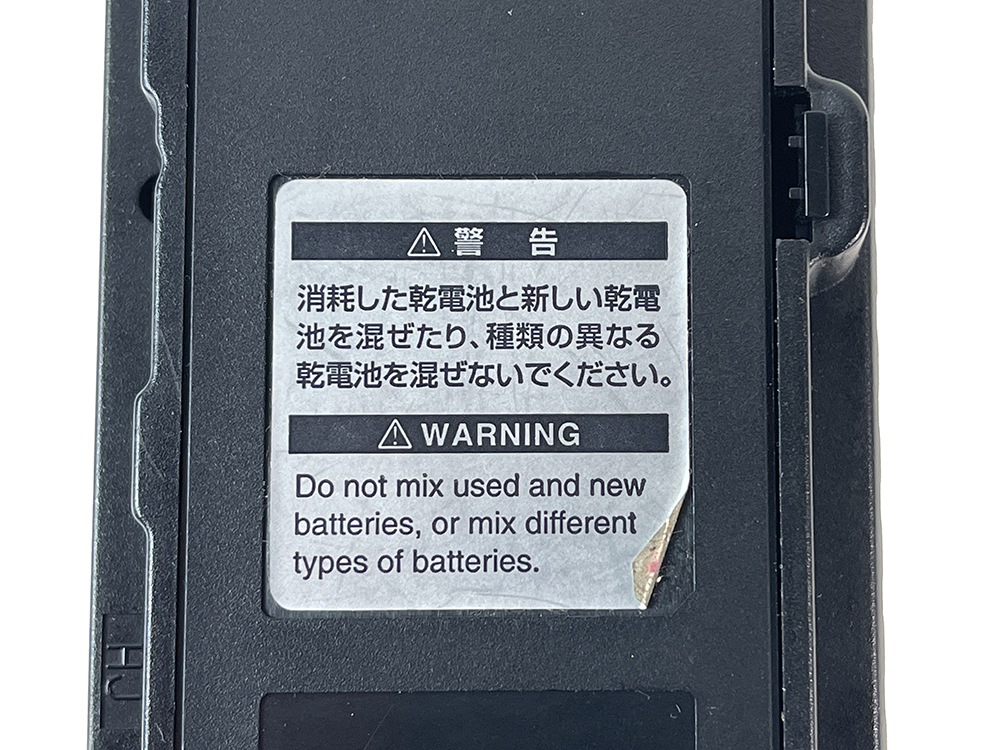 ⚠警 告
消耗した乾電池と新しい乾電
池を混ぜたり、種類の異なる
乾電池を混ぜないでください。
⚠WARNING
Do not mix used and new
batteries, or mix different
types of batteries.
HJ